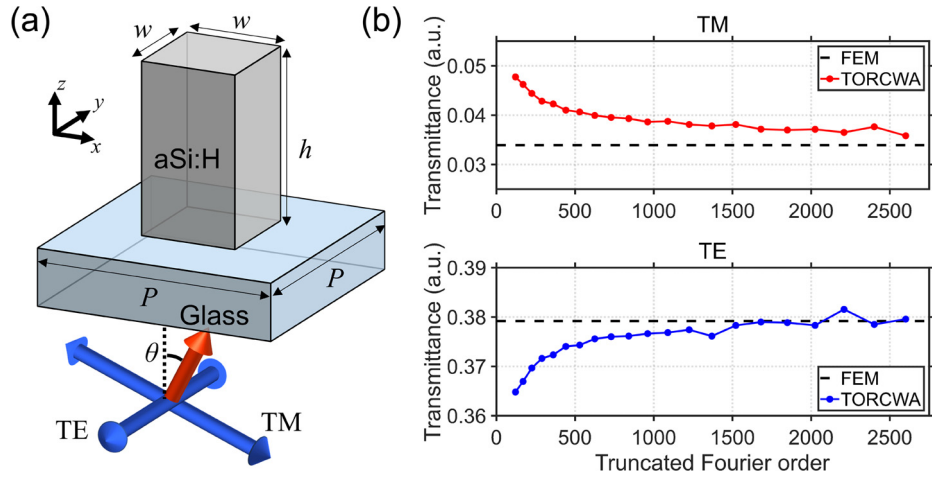 (a)
w
w
z
y
x
aSi:H
h
P
P
Glass
θ
TE
TM
(b)
TM
Transmittance (a.u.)
0.05
0.04
0.03
FEM
TORCWA
0
500
1000
1500
2000
2500
TE
Transmittance (a.u.)
0.39
0.38
0.37
0.36
FEM
TORCWA
0
500
1000
1500
2000
2500
Truncated Fourier order